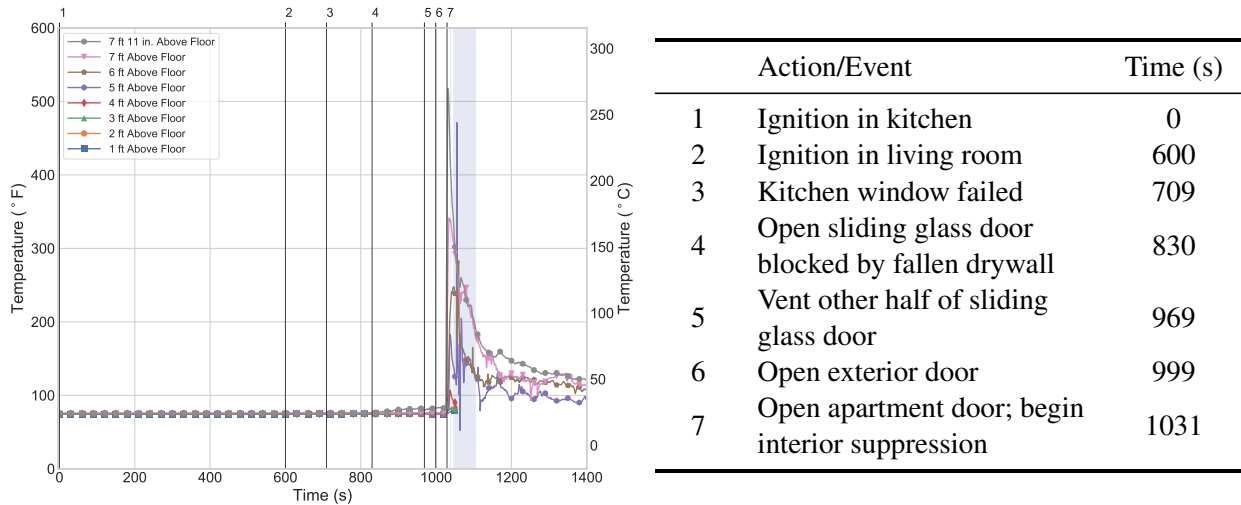 1 2 3 4 5 6 7
600
500
400
300
200
100
0
Temperature (°F)
7 ft 11 in. Above Floor
7 ft Above Floor
6 ft Above Floor
5 ft Above Floor
4 ft Above Floor
3 ft Above Floor
2 ft Above Floor
1 ft Above Floor
300
250
200
150
100
50
0
Temperature (°C)
0 200 400 600 800 1000 1200 1400
Time (s)
Action/Event Time (s)
1 Ignition in kitchen 0
2 Ignition in living room 600
3 Kitchen window failed 709
Open sliding glass door
4 830
blocked by fallen drywall
Vent other half of sliding
5 969
glass door
6 Open exterior door 999
Open apartment door; begin
7 1031
interior suppression